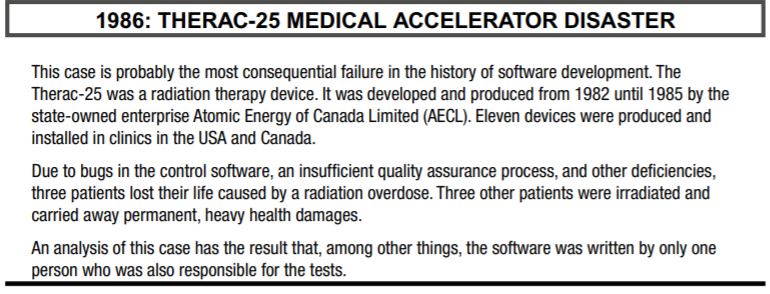 1986: THERAC-25 MEDICAL ACCELERATOR DISASTER
This case is probably the most consequential failure in the history of software development. The
Therac-25 was a radiation therapy device. It was developed and produced from 1982 until 1985 by the
state-owned enterprise Atomic Energy of Canada Limited (AECL). Eleven devices were produced and
installed in clinics in the USA and Canada.
Due to bugs in the control software, an insufficient quality assurance process, and other deficiencies,
three patients lost their life caused by a radiation overdose. Three other patients were irradiated and
carried away permanent, heavy health damages.
An analysis of this case has the result that, among other things, the software was written by only one
person who was also responsible for the tests.